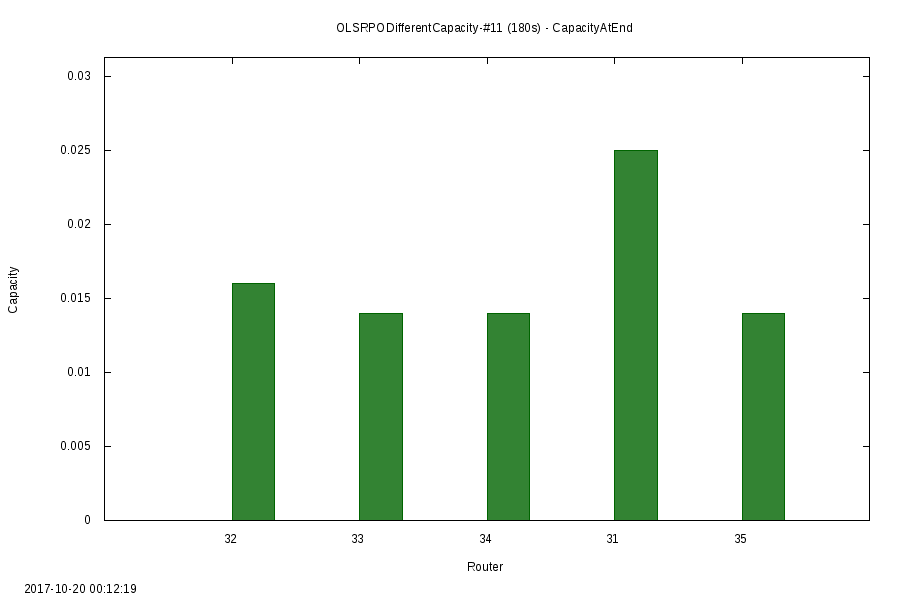 OLSRPODifferentCapacity-#11 (180s) - CapacityAtEnd
0.03
0.025
0.02
0.015
0.01
0.005
0
Capacity
32 33 34 31 35
Router
2017-10-20 00:12:19